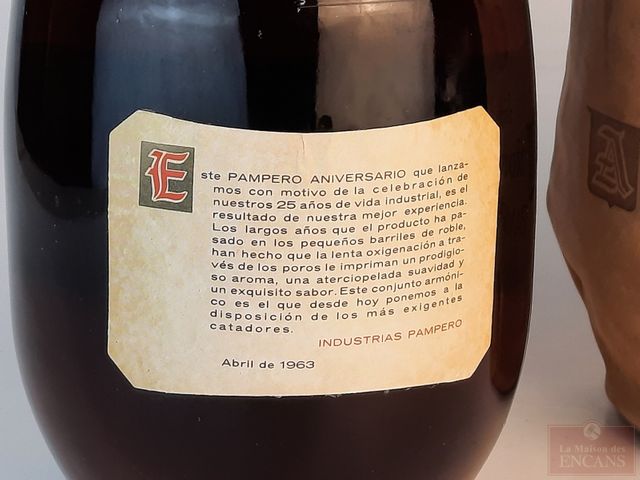 Este PAMPERO ANIVERSARIO que lanza-
mos con motivo de la celebración de
nuestros 25 años de vida industrial, es el
resultado de nuestra mejor experiencia.
Los largos años que el producto ha pa-
sado en los pequeños barriles de roble,
han hecho que la lenta oxigenación a tra-
vés de los poros le impriman un prodigio-
so aroma, una aterciopelada suavidad y
un exquisito sabor. Este conjunto armóni-
co es el que desde hoy ponemos a la
disposición de los más exigentes
catadores.
INDUSTRIAS PAMPERO
Abril de 1963
A
La Maison des
ENCANS